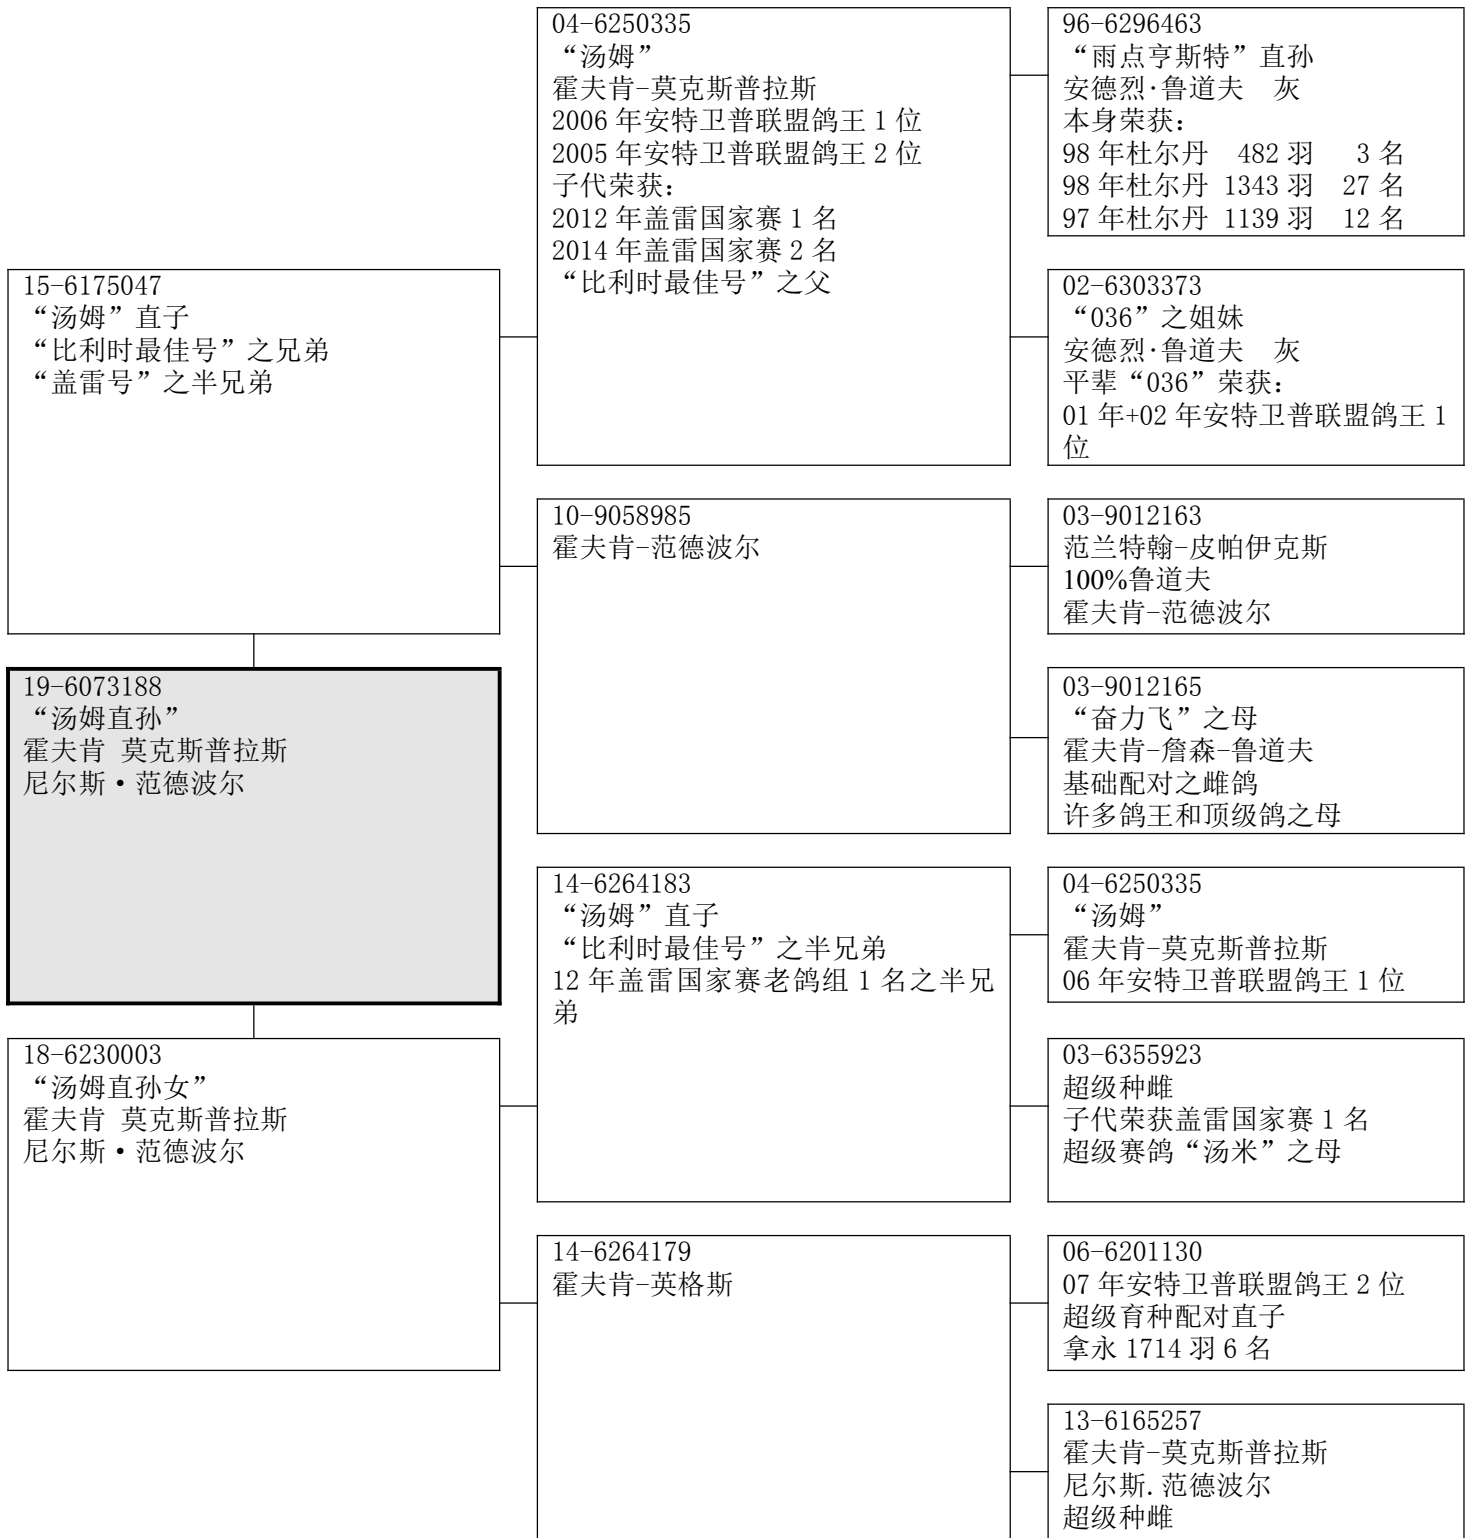 04-6250335
“汤姆”
霍夫肯-莫克斯普拉斯
2006 年安特卫普联盟鸽王 1 位
2005 年安特卫普联盟鸽王 2 位
子代荣获：
2012 年盖雷国家赛 1 名
2014 年盖雷国家赛 2 名
“比利时最佳号”之父
96-6296463
“雨点亨斯特”直孙
安德烈·鲁道夫 灰
本身荣获：
98 年杜尔丹 482 羽 3 名
98 年杜尔丹 1343 羽 27 名
97 年杜尔丹 1139 羽 12 名
15-6175047
“汤姆”直子
“比利时最佳号”之兄弟
“盖雷号”之半兄弟
02-6303373
“036”之姐妹
安德烈·鲁道夫 灰
平辈“036”荣获：
01 年+02 年安特卫普联盟鸽王 1
位
10-9058985
霍夫肯-范德波尔
03-9012163
范兰特翰-皮帕伊克斯
100%鲁道夫
霍夫肯-范德波尔
19-6073188
“汤姆直孙”
霍夫肯 莫克斯普拉斯
尼尔斯·范德波尔
03-9012165
“奋力飞”之母
霍夫肯-詹森-鲁道夫
基础配对之雌鸽
许多鸽王和顶级鸽之母
14-6264183
“汤姆”直子
“比利时最佳号”之半兄弟
12 年盖雷国家赛老鸽组 1 名之半兄
弟
04-6250335
“汤姆”
霍夫肯-莫克斯普拉斯
06 年安特卫普联盟鸽王 1 位
18-6230003
“汤姆直孙女”
霍夫肯 莫克斯普拉斯
尼尔斯·范德波尔
03-6355923
超级种雌
子代荣获盖雷国家赛 1 名
超级赛鸽“汤米”之母
14-6264179
霍夫肯-英格斯
06-6201130
07 年安特卫普联盟鸽王 2 位
超级育种配对直子
拿永 1714 羽 6 名
13-6165257
霍夫肯-莫克斯普拉斯
尼尔斯.范德波尔
超级种雌